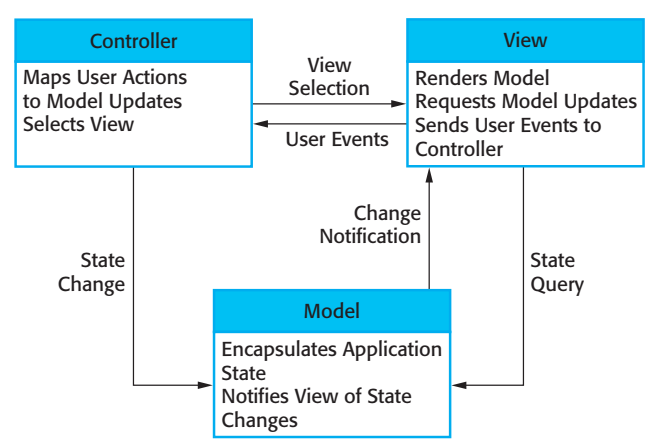 Controller
Maps User Actions
to Model Updates
Selects View
View
Selection
User Events
View
Renders Model
Requests Model Updates
Sends User Events to
Controller
State
Change
Change
Notification
State
Query
Model
Encapsulates Application
State
Notifies View of State
Changes